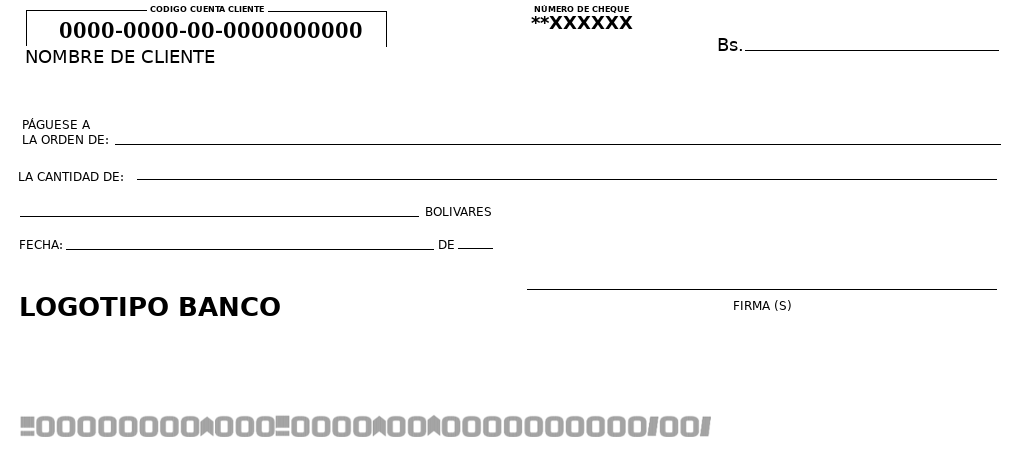 CODIGO CUENTA CLIENTE
0000-0000-00-0000000000
NOMBRE DE CLIENTE
NÚMERO DE CHEQUE
**XXXXXX
Bs.
PÁGUESE A
LA ORDEN DE:
LA CANTIDAD DE:
BOLIVARES
FECHA: DE
FIRMA (S)
LOGOTIPO BANCO
00000000 000 0000 00 0000000000/00/